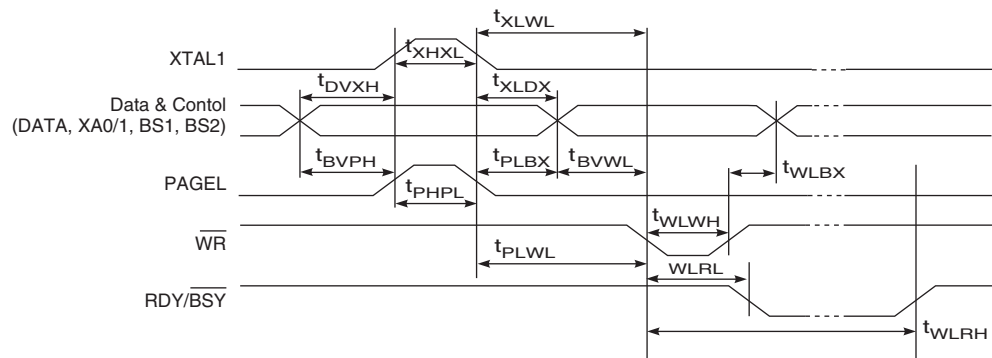 tXLWL
XTAL1
tXHXL
tDVXH
tXLDX
Data & Contol
(DATA, XA0/1, BS1, BS2)
tBVPH
tPLBX
tBVWL
tWLBX
PAGEL
tPHPL
tWLWH
WR
tPLWL
WLRL
RDY/BSY
tWLRH